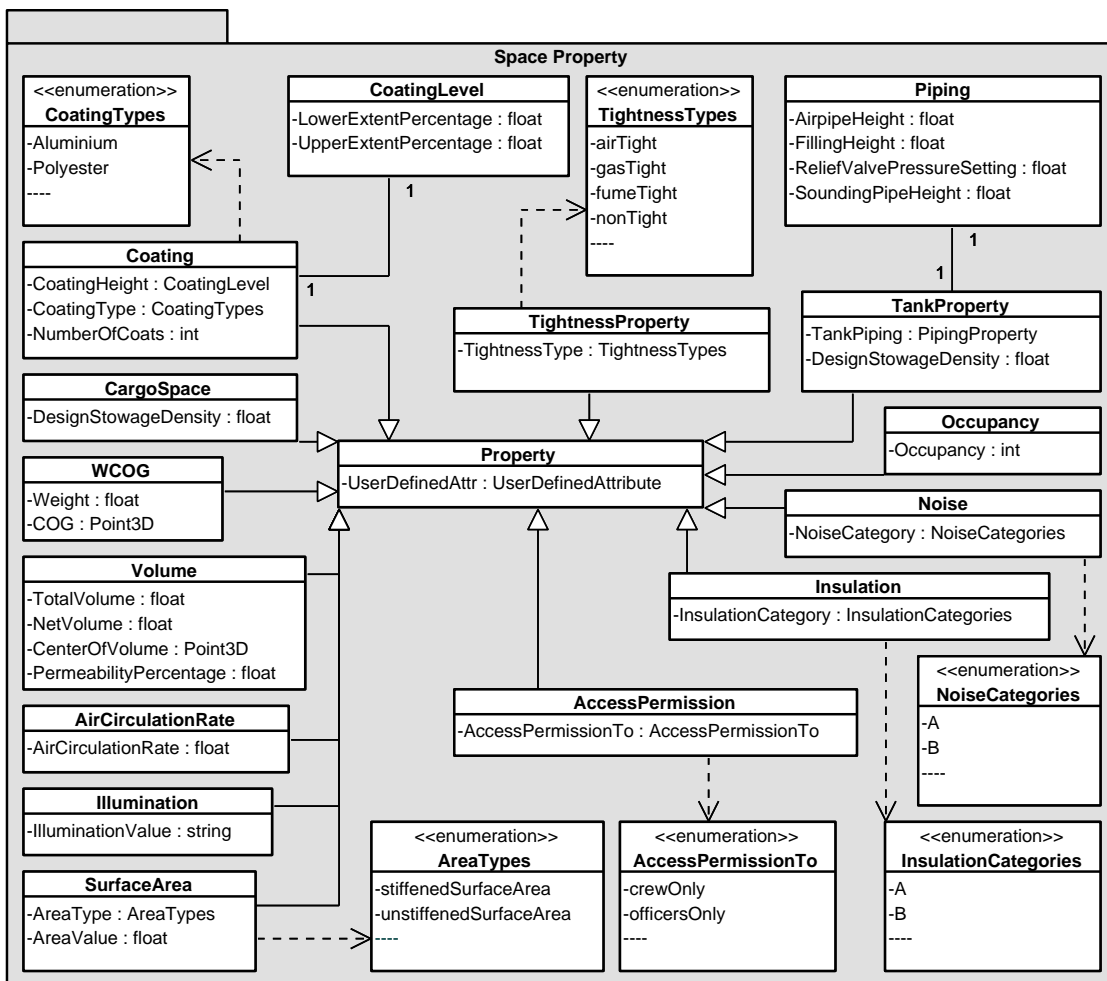 Space Property
<<enumeration>>
CoatingTypes
-Aluminium
-Polyester
----
CoatingLevel
-LowerExtentPercentage : float
-UpperExtentPercentage : float
1
<<enumeration>>
TightnessTypes
-airTight
-gasTight
-fumeTight
-nonTight
----
Piping
-AirpipeHeight : float
-FillingHeight : float
-ReliefValvePressureSetting : float
-SoundingPipeHeight : float
1
1
Coating
-CoatingHeight : CoatingLevel
-CoatingType : CoatingTypes
-NumberOfCoats : int
1
TightnessProperty
-TightnessType : TightnessTypes
TankProperty
-TankPiping : PipingProperty
-DesignStowageDensity : float
CargoSpace
-DesignStowageDensity : float
Occupancy
-Occupancy : int
Property
-UserDefinedAttr : UserDefinedAttribute
WCOG
-Weight : float
-COG : Point3D
Noise
-NoiseCategory : NoiseCategories
Volume
-TotalVolume : float
-NetVolume : float
-CenterOfVolume : Point3D
-PermeabilityPercentage : float
Insulation
-InsulationCategory : InsulationCategories
<<enumeration>>
NoiseCategories
-A
-B
----
AccessPermission
-AccessPermissionTo : AccessPermissionTo
AirCirculationRate
-AirCirculationRate : float
Illumination
-IlluminationValue : string
SurfaceArea
-AreaType : AreaTypes
-AreaValue : float
<<enumeration>>
AreaTypes
-stiffenedSurfaceArea
-unstiffenedSurfaceArea
----
<<enumeration>>
AccessPermissionTo
-crewOnly
-officersOnly
----
<<enumeration>>
InsulationCategories
-A
-B
----